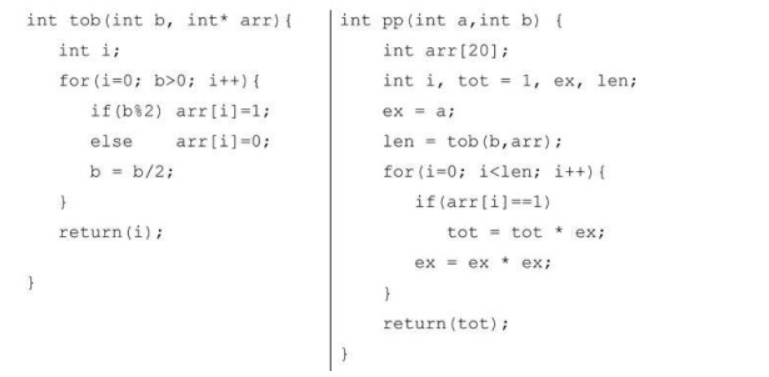 int tob(int b, int* arr){
int i;
for(i=0; b>0; i++){
if(b%2) arr[i]=1;
else arr[i]=0;
b = b/2;
}
return(i);
}
int pp(int a,int b) {
int arr[20];
int i, tot = 1, ex, len;
ex = a;
len = tob(b,arr);
for(i=0; i<len; i++){
if(arr[i]==1)
tot = tot * ex;
ex = ex * ex;
}
return(tot);
}